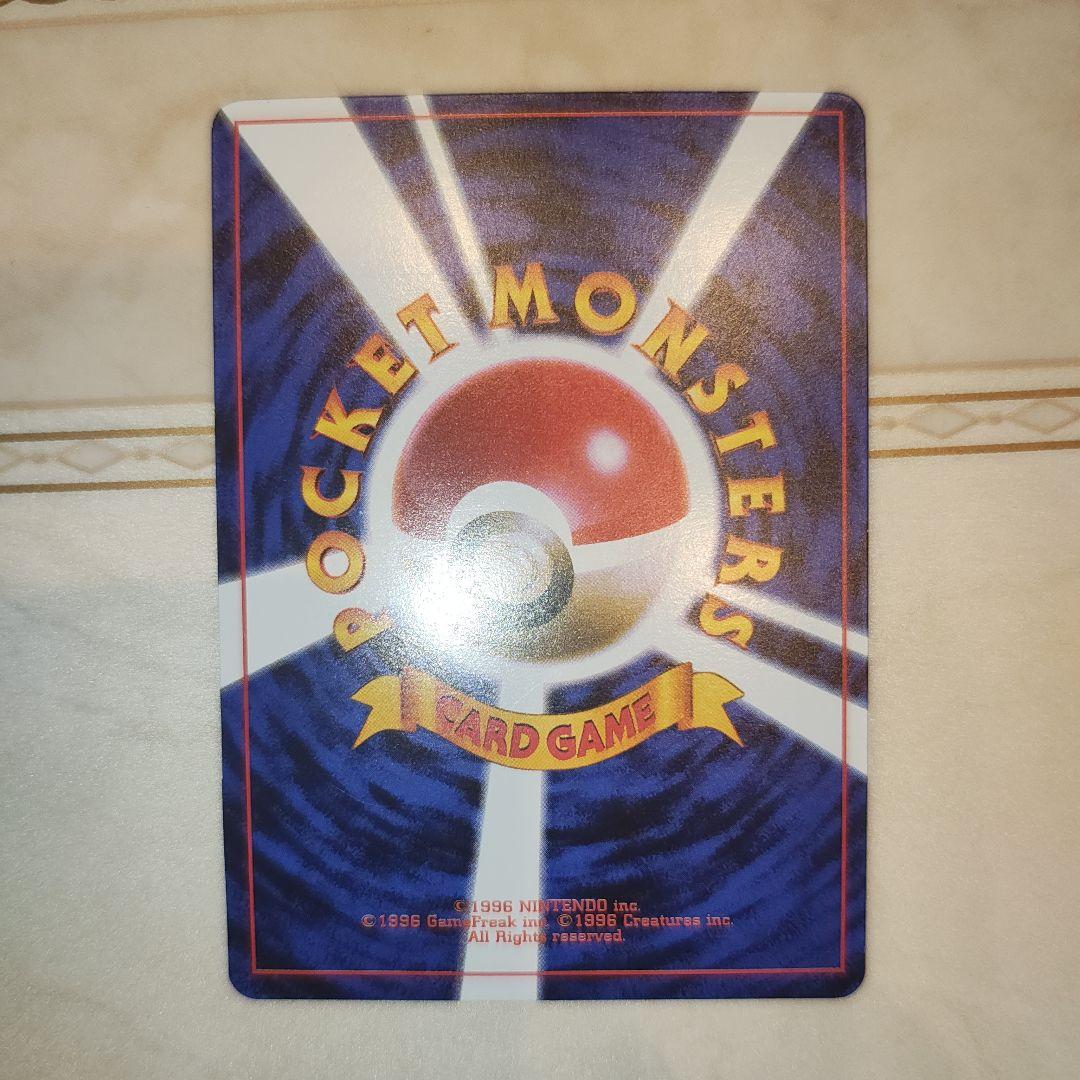 POCKET MONSTERS
CARD GAME
©1996 NINTENDO inc.
©1996 GameFreak inc. ©1996 Creatures inc.
All Rights reserved.